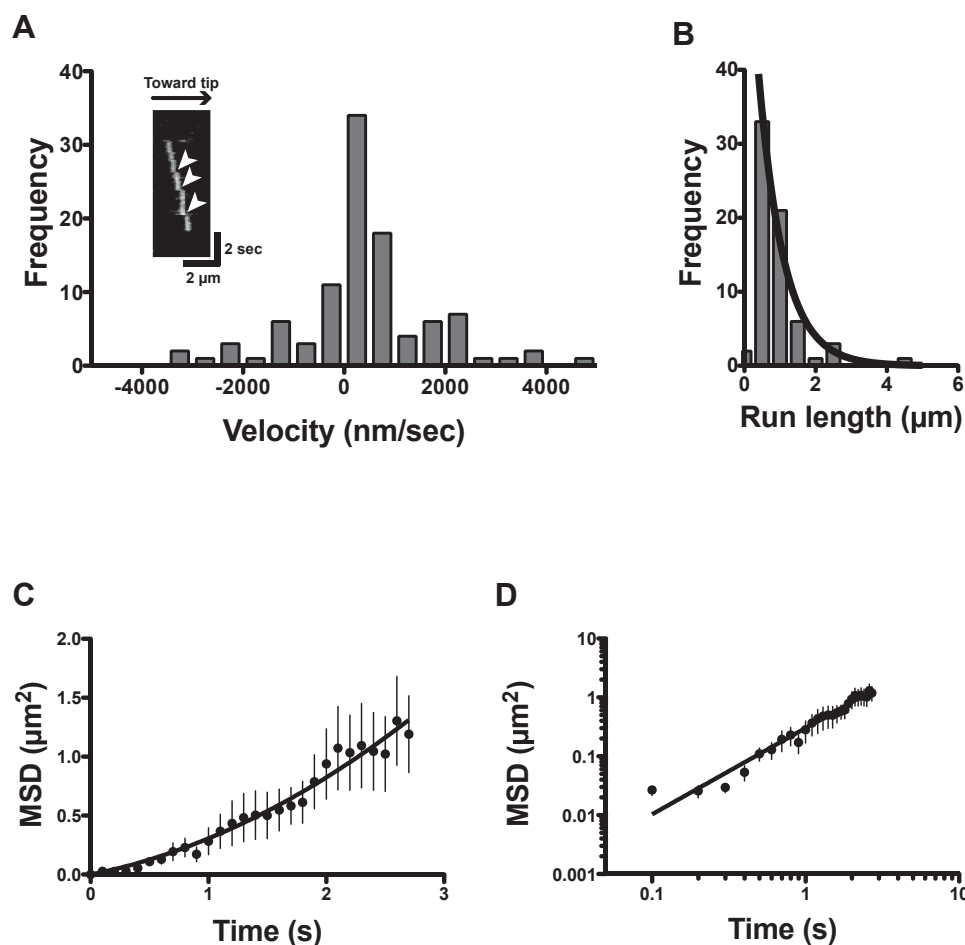 A
Toward tip
2 sec
2 µm
Frequency
40
30
20
10
0
-4000
-2000
0
2000
4000
Velocity (nm/sec)
B
Frequency
40
30
20
10
0
0
2
4
6
Run length (µm)
C
MSD (µm²)
2.0
1.5
1.0
0.5
0.0
0
1
2
3
Time (s)
D
MSD (µm²)
10
1
0.1
0.01
0.001
0.1
1
10
Time (s)